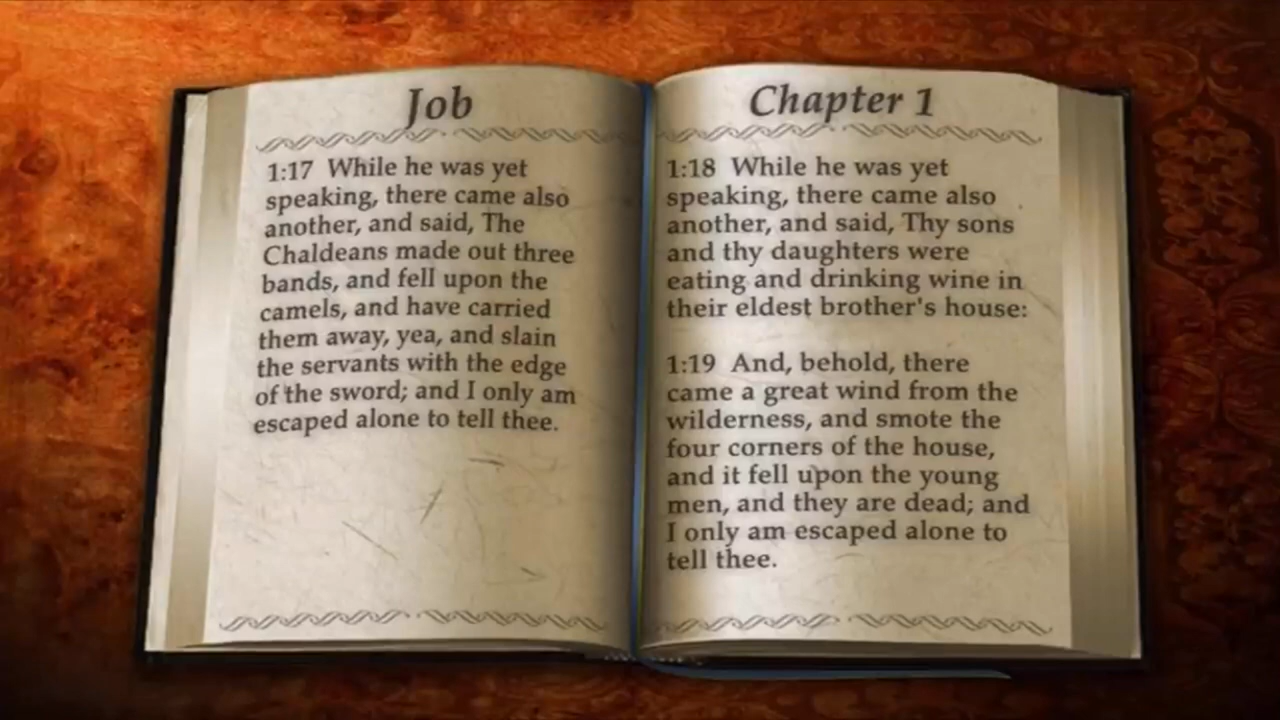 Job
1:17 While he was yet
speaking, there came also
another, and said, The
Chaldeans made out three
bands, and fell upon the
camels, and have carried
them away, yea, and slain
the servants with the edge
of the sword; and I only am
escaped alone to tell thee.
Chapter 1
1:18 While he was yet
speaking, there came also
another, and said, Thy sons
and thy daughters were
eating and drinking wine in
their eldest brother's house:
1:19 And, behold, there
came a great wind from the
wilderness, and smote the
four corners of the house,
and it fell upon the young
men, and they are dead; and
I only am escaped alone to
tell thee.